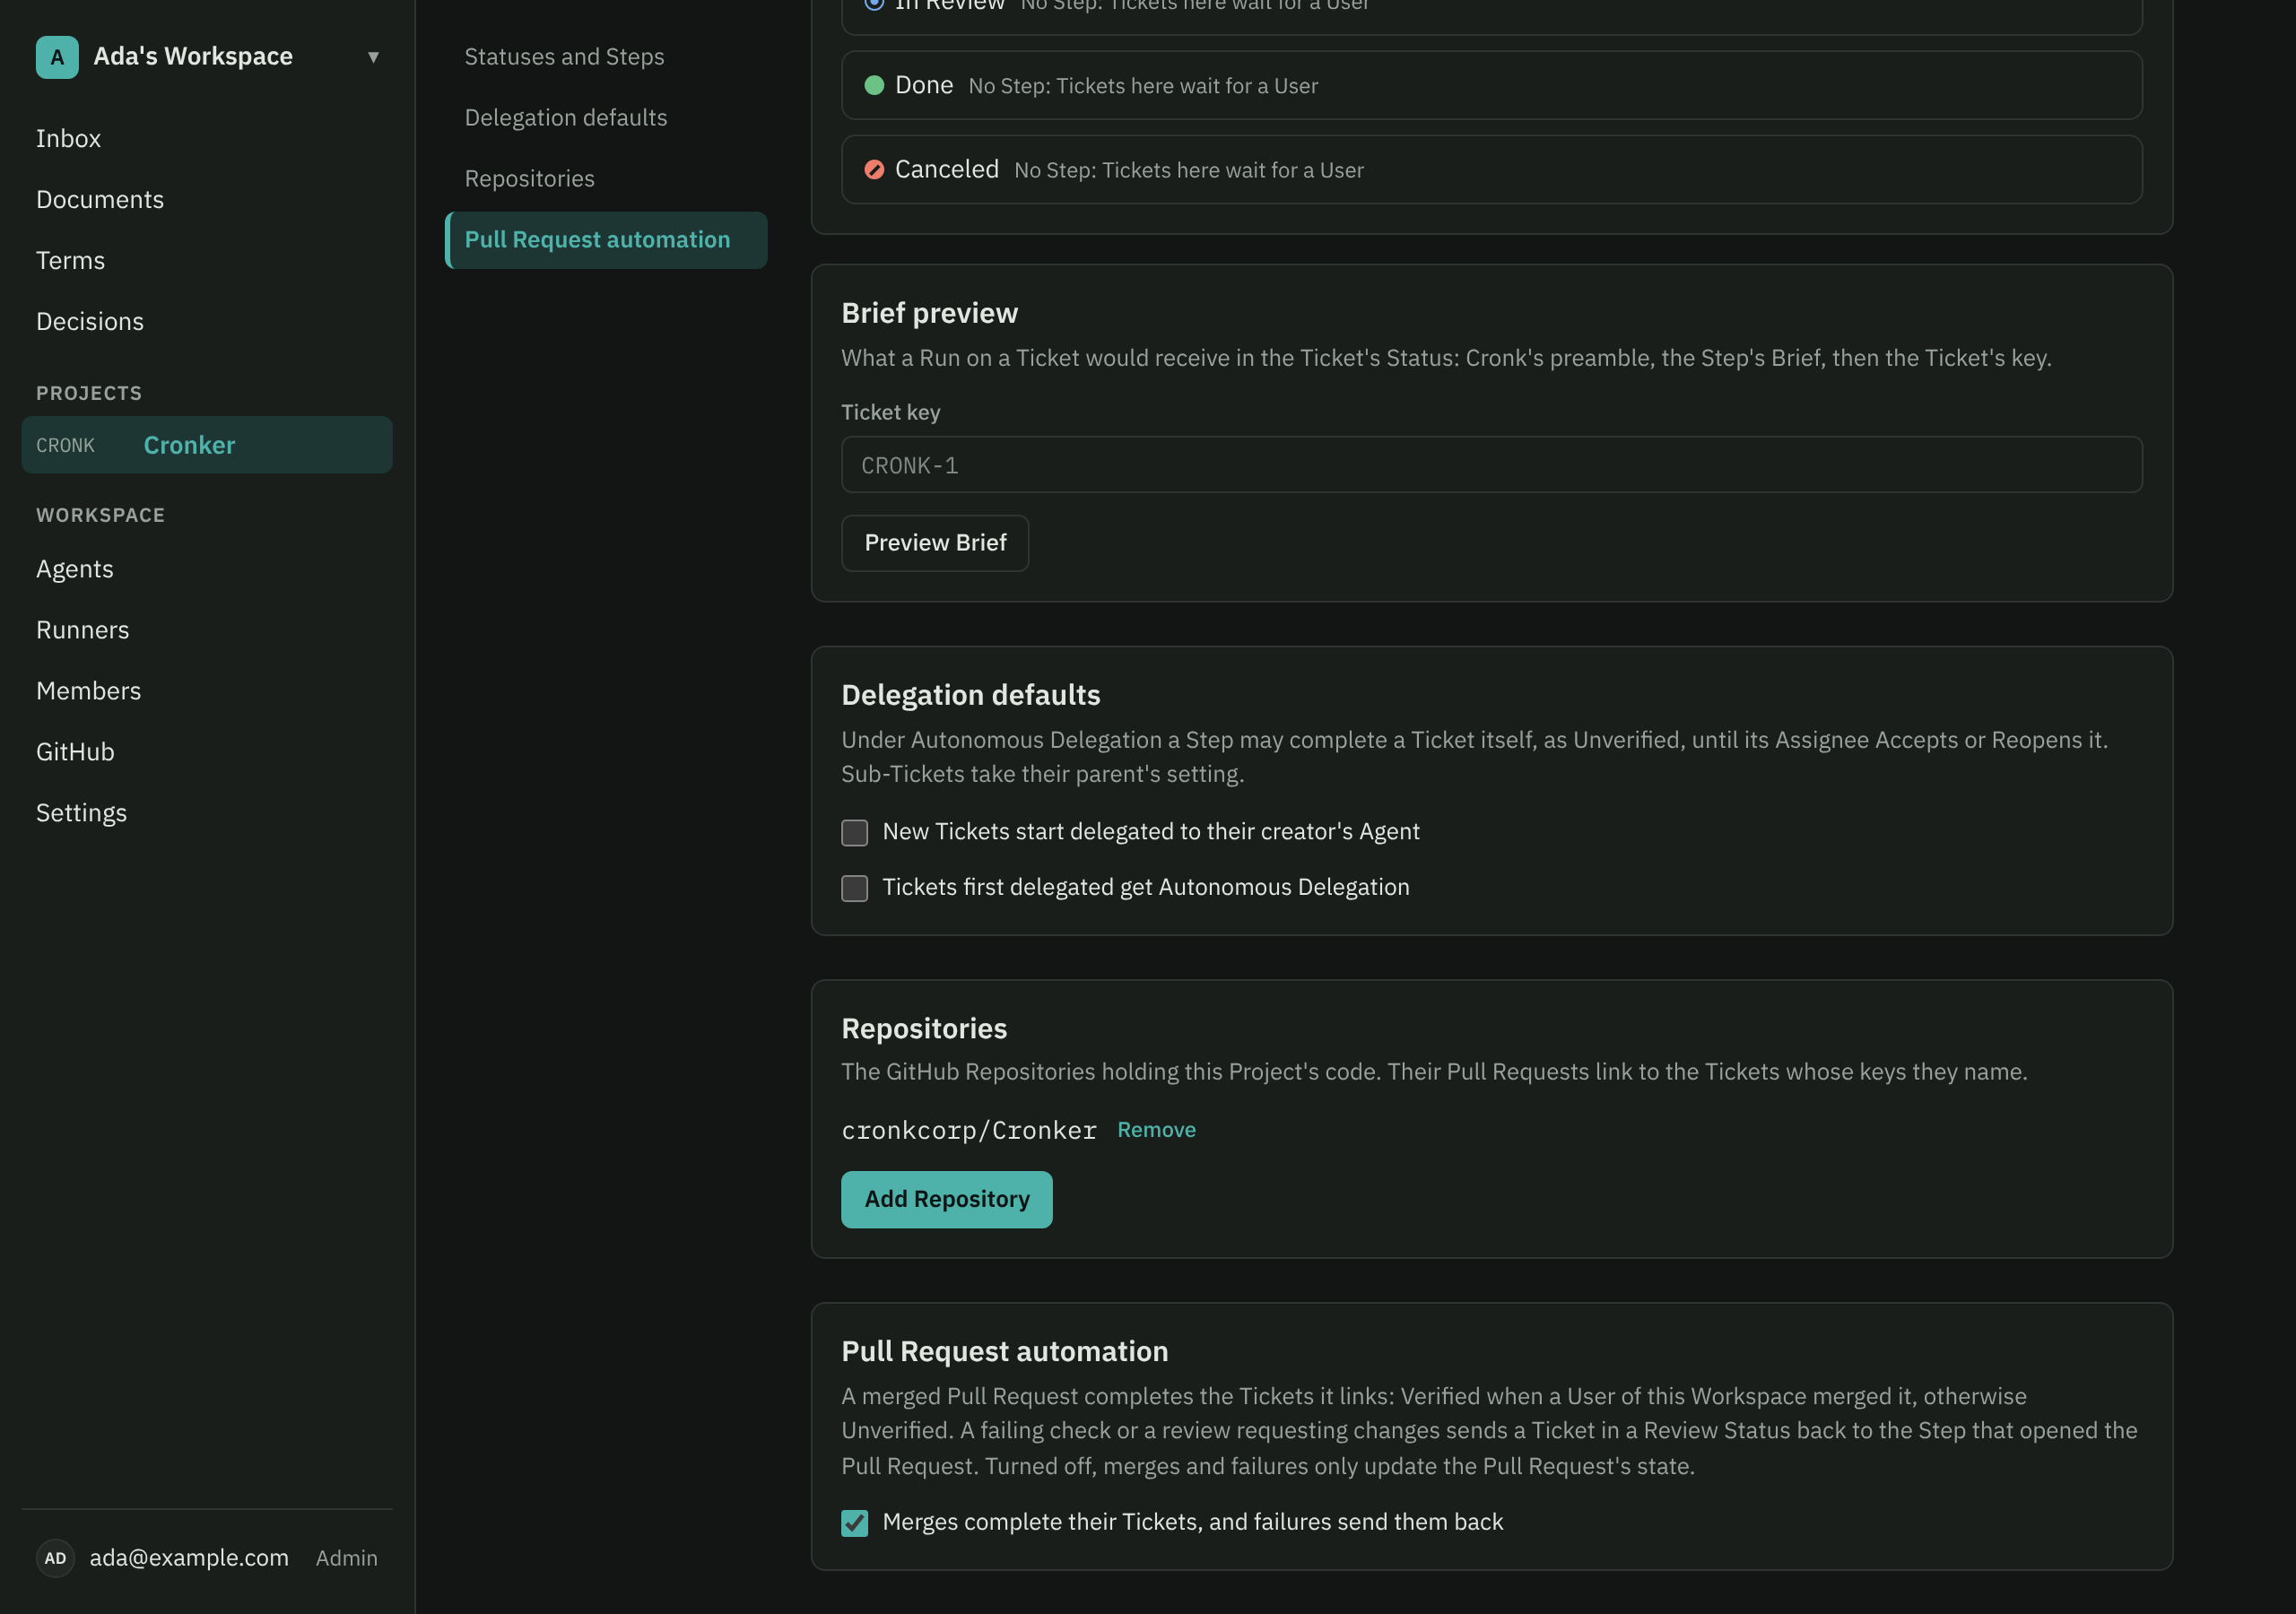 A Ada's Workspace ▼
Inbox
Documents
Terms
Decisions
PROJECTS
CRONK Cronker
WORKSPACE
Agents
Runners
Members
GitHub
Settings
AD ada@example.com Admin
Statuses and Steps
Delegation defaults
Repositories
Pull Request automation
In Review No Step: Tickets here wait for a User
Done No Step: Tickets here wait for a User
Canceled No Step: Tickets here wait for a User
Brief preview
What a Run on a Ticket would receive in the Ticket's Status: Cronk's preamble, the Step's Brief, then the Ticket's key.
Ticket key
CRONK-1
Preview Brief
Delegation defaults
Under Autonomous Delegation a Step may complete a Ticket itself, as Unverified, until its Assignee Accepts or Reopens it.
Sub-Tickets take their parent's setting.
New Tickets start delegated to their creator's Agent
Tickets first delegated get Autonomous Delegation
Repositories
The GitHub Repositories holding this Project's code. Their Pull Requests link to the Tickets whose keys they name.
cronkcorp/Cronker Remove
Add Repository
Pull Request automation
A merged Pull Request completes the Tickets it links: Verified when a User of this Workspace merged it, otherwise
Unverified. A failing check or a review requesting changes sends a Ticket in a Review Status back to the Step that opened the
Pull Request. Turned off, merges and failures only update the Pull Request's state.
Merges complete their Tickets, and failures send them back